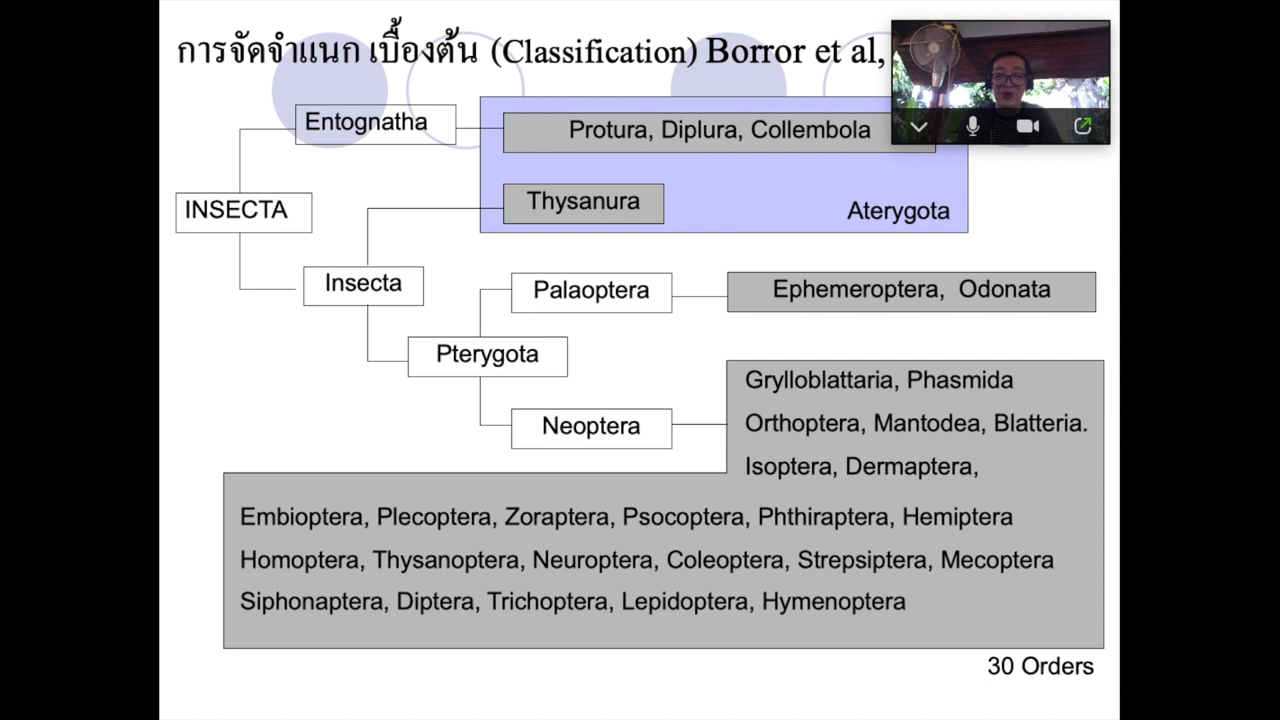 การจัดจำแนก เบื้องต้น (Classification) Borror et al,
Entognatha
Protura, Diplura, Collembola
INSECTA
Thysanura
Aterygota
Insecta
Palaoptera
Ephemeroptera, Odonata
Pterygota
Neoptera
Grylloblattaria, Phasmida
Orthoptera, Mantodea, Blatteria.
Isoptera, Dermaptera,
Embioptera, Plecoptera, Zoraptera, Psocoptera, Phthiraptera, Hemiptera
Homoptera, Thysanoptera, Neuroptera, Coleoptera, Strepsiptera, Mecoptera
Siphonaptera, Diptera, Trichoptera, Lepidoptera, Hymenoptera
30 Orders